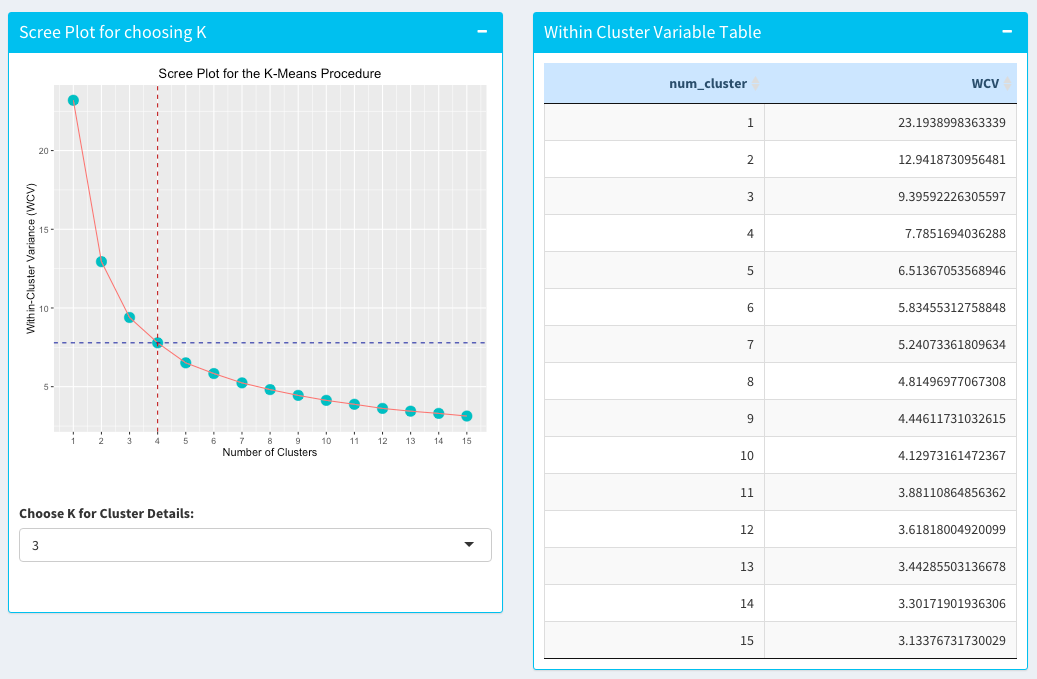 Scree Plot for choosing K
Scree Plot for the K-Means Procedure
Within-Cluster Variance (WCV)
20
15
10
5
1 2 3 4 5 6 7 8 9 10 11 12 13 14 15
Number of Clusters
Choose K for Cluster Details:
3
Within Cluster Variable Table
num_cluster WCV
1 23.1938998363339
2 12.9418730956481
3 9.39592226305597
4 7.7851694036288
5 6.51367053568946
6 5.83455312758848
7 5.24073361809634
8 4.81496977067308
9 4.44611731032615
10 4.12973161472367
11 3.88110864856362
12 3.61818004920099
13 3.44285503136678
14 3.30171901936306
15 3.13376731730029